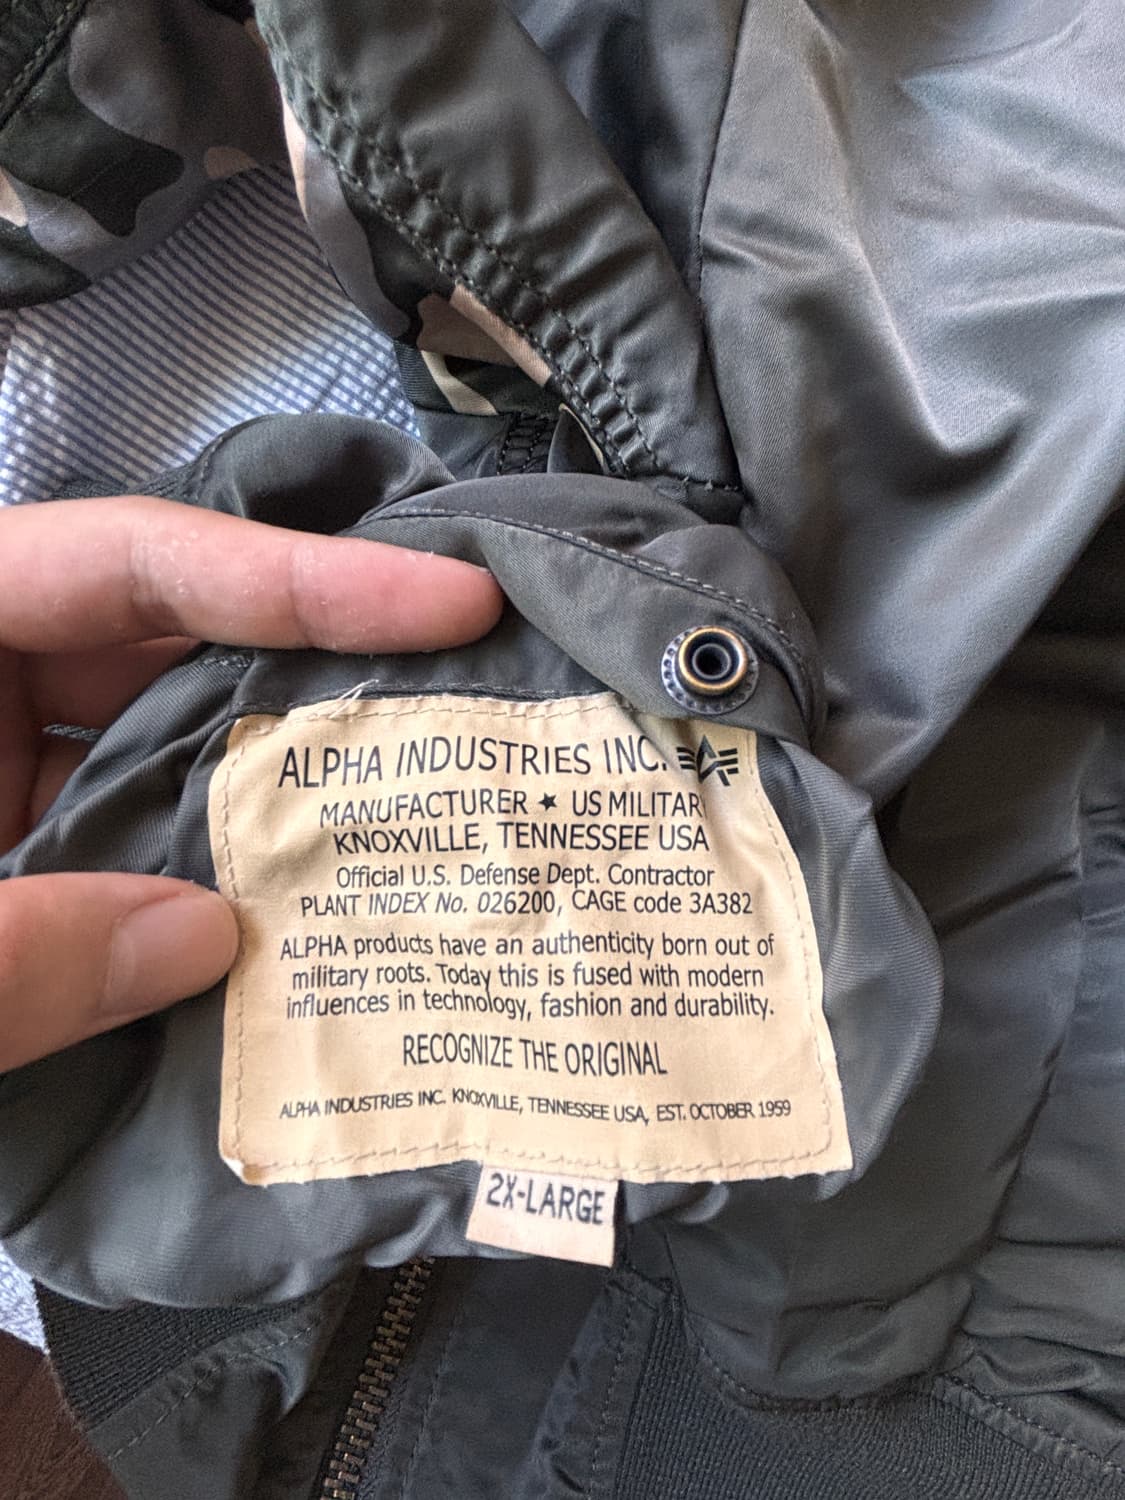 ALPHA INDUSTRIES INC.
MANUFACTURER ★ US MILITAR
KNOXVILLE, TENNESSEE USA
Official U.S. Defense Dept. Contractor
PLANT INDEX No. 026200, CAGE code 3A382
ALPHA products have an authenticity born out of
military roots. Today this is fused with modern
influences in technology, fashion and durability.
RECOGNIZE THE ORIGINAL
ALPHA INDUSTRIES INC. KNOXVILLE, TENNESSEE USA, EST. OCTOBER 1959
2X-LARGE